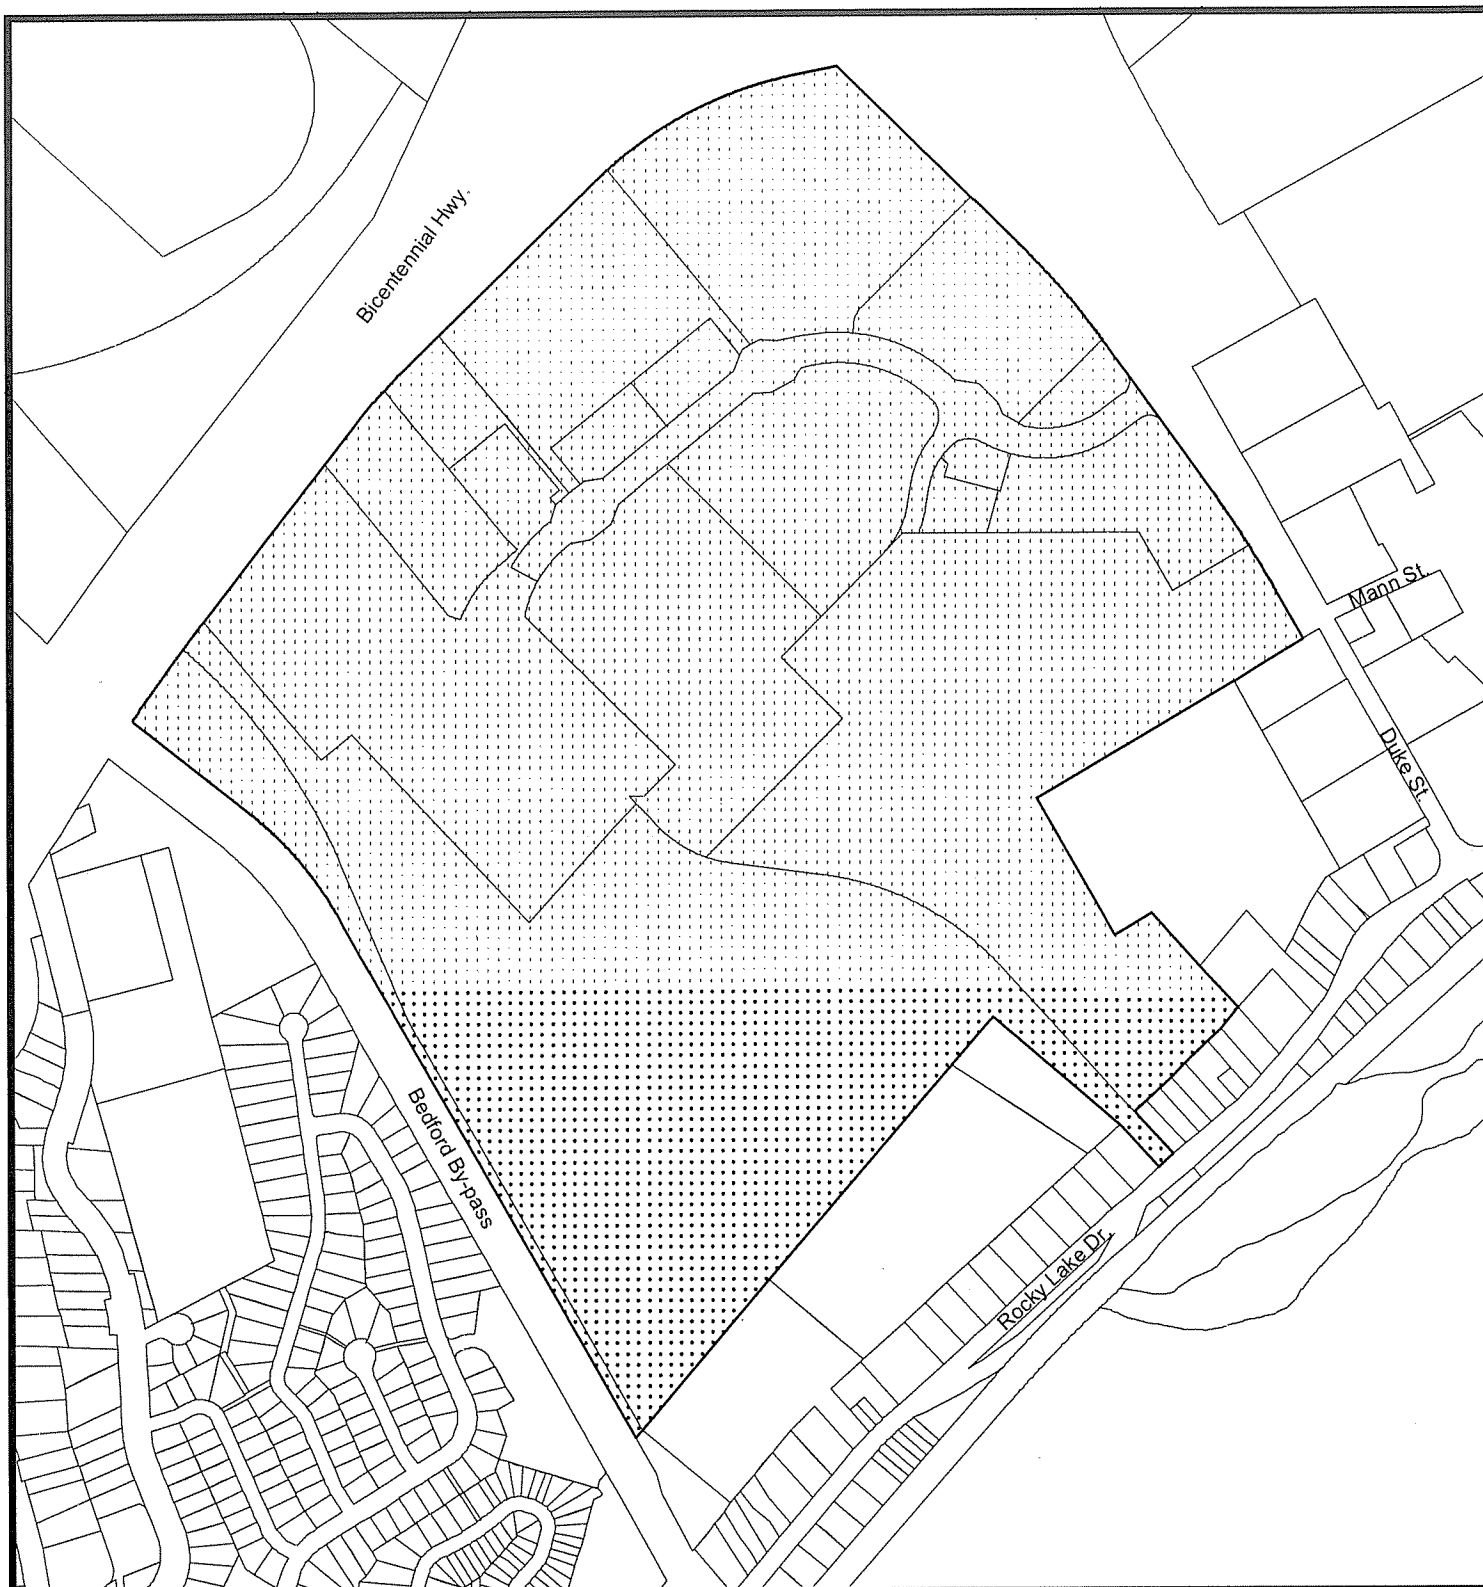 Bicentennial Hwy.
Mann St.
Duke St.
Bedford By-pass
Rocky Lake Dr.